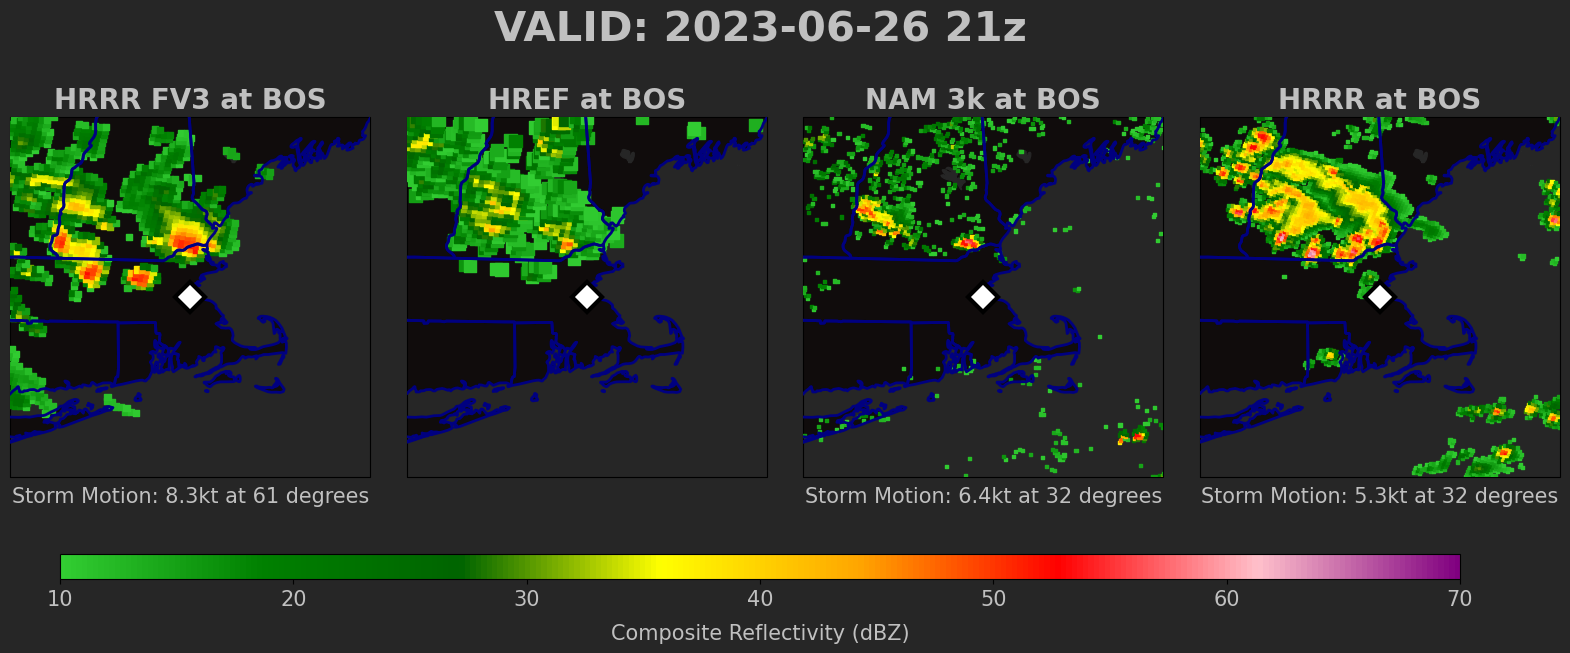 VALID: 2023-06-26 21z
HRRR FV3 at BOS
HREF at BOS
NAM 3k at BOS
HRRR at BOS
Storm Motion: 8.3kt at 61 degrees
Storm Motion: 6.4kt at 32 degrees
Storm Motion: 5.3kt at 32 degrees
10 20 30 40 50 60 70
Composite Reflectivity (dBZ)